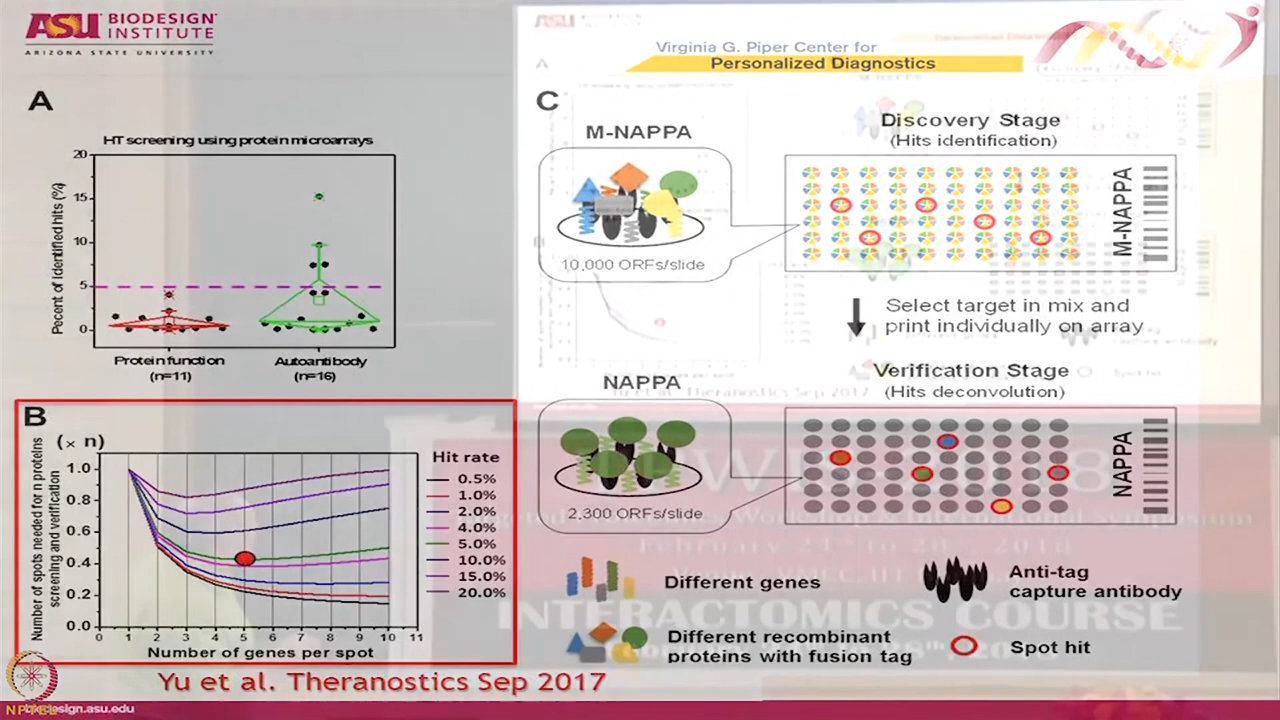 ASU BIODESIGN
INSTITUTE
ARIZONA STATE UNIVERSITY
Virginia G. Piper Center for
Personalized Diagnostics
A
HT screening using protein microarrays
Pecent of identified hits (%)
20
15
10
5
0
Protein function
(n=11)
Autoantibody
(n=16)
B
(× n)
Number of spots needed for n proteins
screening and verification
1.0
0.8
0.6
0.4
0.2
0.0
0 1 2 3 4 5 6 7 8 9 10 11
Number of genes per spot
Hit rate
0.5%
1.0%
2.0%
4.0%
5.0%
10.0%
15.0%
20.0%
C
M-NAPPA
10,000 ORFs/slide
Discovery Stage
(Hits identification)
M-NAPPA
Select target in mix and
print individually on array
NAPPA
2,300 ORFs/slide
Verification Stage
(Hits deconvolution)
NAPPA
Different genes
Anti-tag
capture antibody
Different recombinant
proteins with fusion tag
Spot hit
INTERACTOMICS COURSE
Yu et al. Theranostics Sep 2017
NPTEL
design.asu.edu